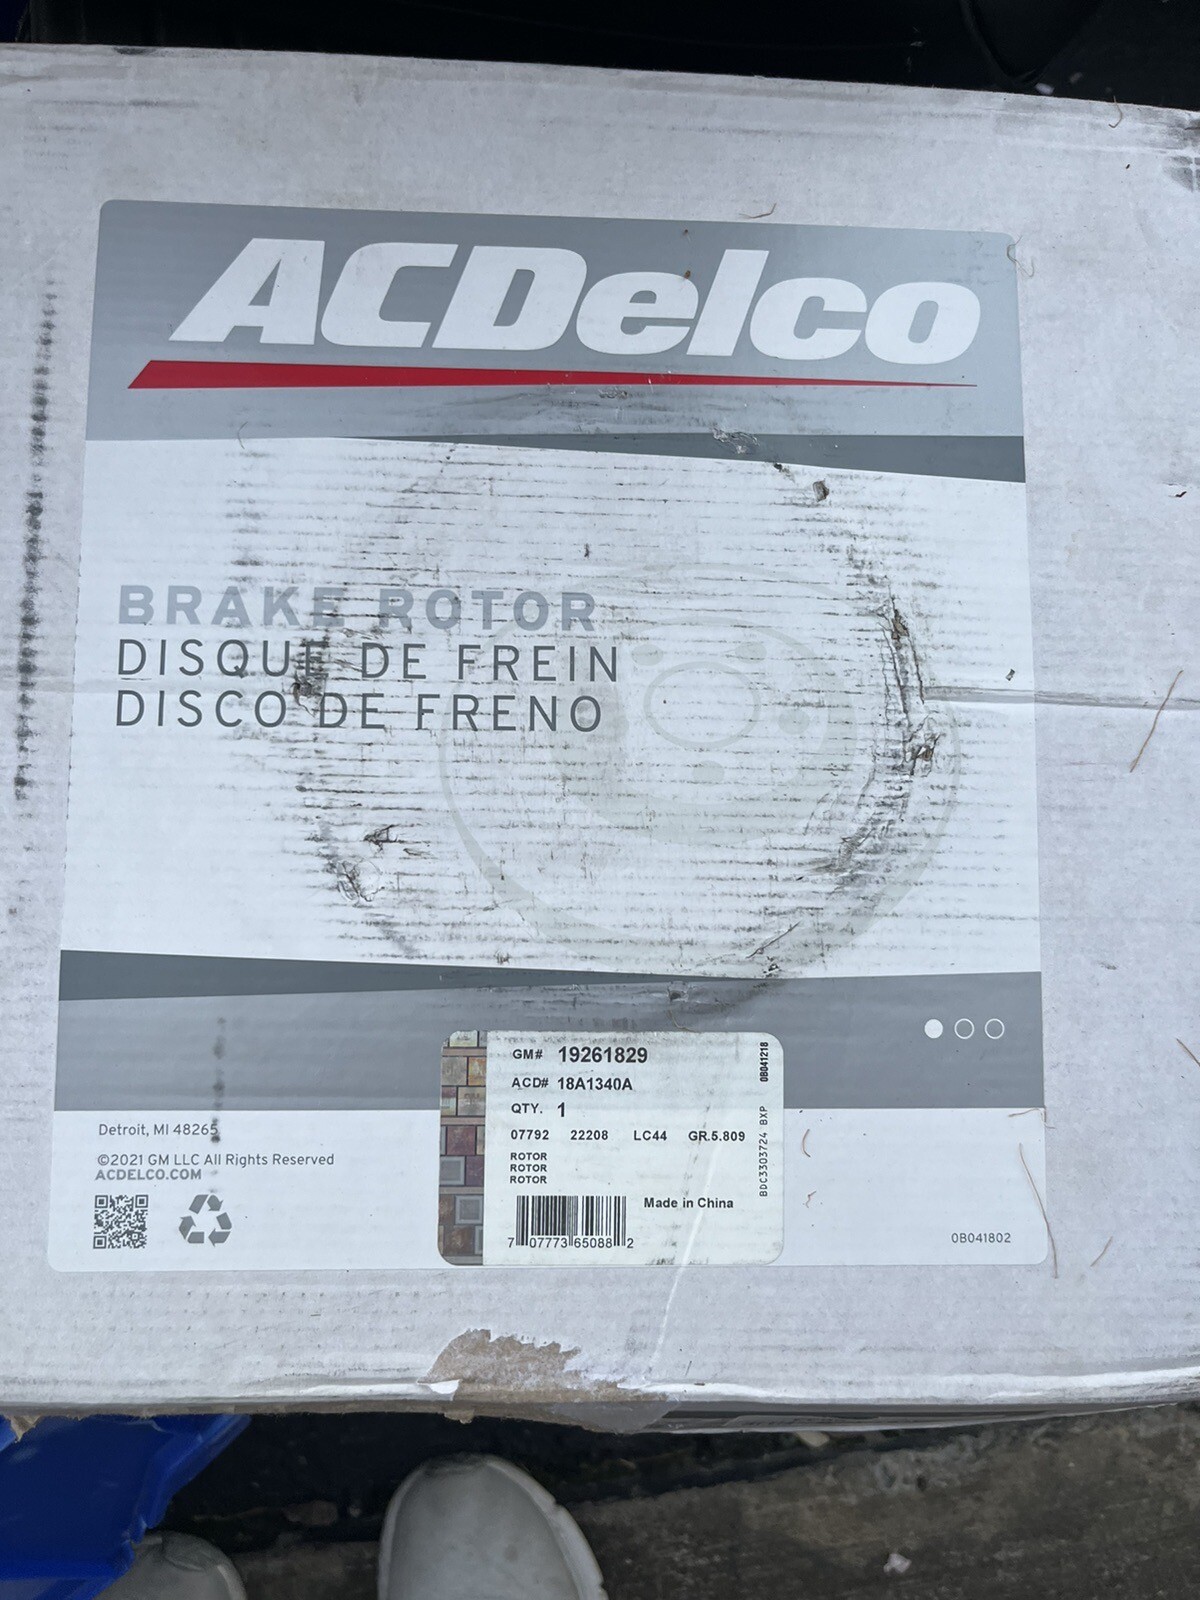 ACDelco
BRAKE ROTOR
DISQUE DE FREIN
DISCO DE FRENO
GM# 19261829
ACD# 18A1340A
QTY. 1
07792 22208 LC44 GR.5.809
ROTOR
ROTOR
ROTOR
Made in China
7 07773 65088 2
BDC3303724 BXP 0B041218
Detroit, MI 48265
©2021 GM LLC All Rights Reserved
ACDELCO.COM
0B041802